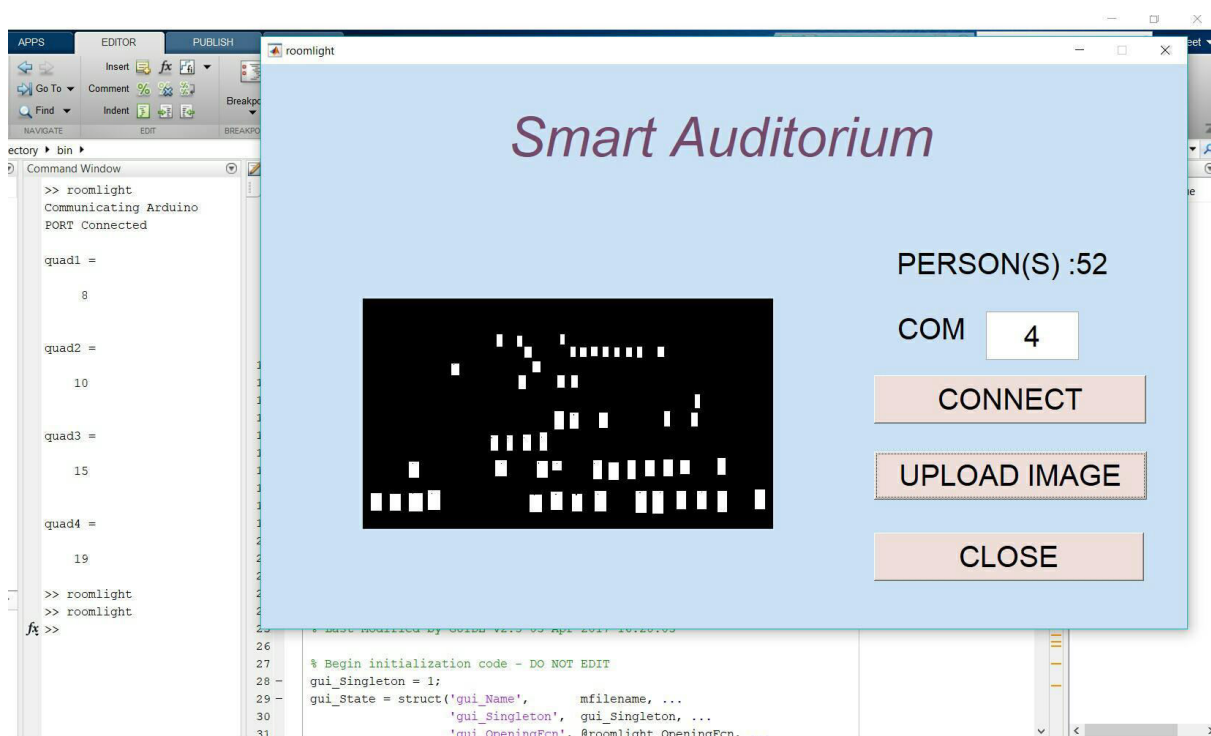 APPS EDITOR PUBLISH
Insert fx
Go To Comment %
Find Indent
NAVIGATE EDIT
bin
Command Window
>> roomlight
Communicating Arduino
PORT Connected
quad1 =
8
quad2 =
10
quad3 =
15
quad4 =
19
>> roomlight
>> roomlight
fx >>
roomlight
Smart Auditorium
PERSON(S) :52
COM 4
CONNECT
UPLOAD IMAGE
CLOSE
26
27 % Begin initialization code - DO NOT EDIT
28 - gui_Singleton = 1;
29 - gui_State = struct('gui_Name', mfilename, ...
30 'gui_Singleton', gui_Singleton, ...
31 'gui_OpeningFcn', @roomlight_OpeningFcn, ...